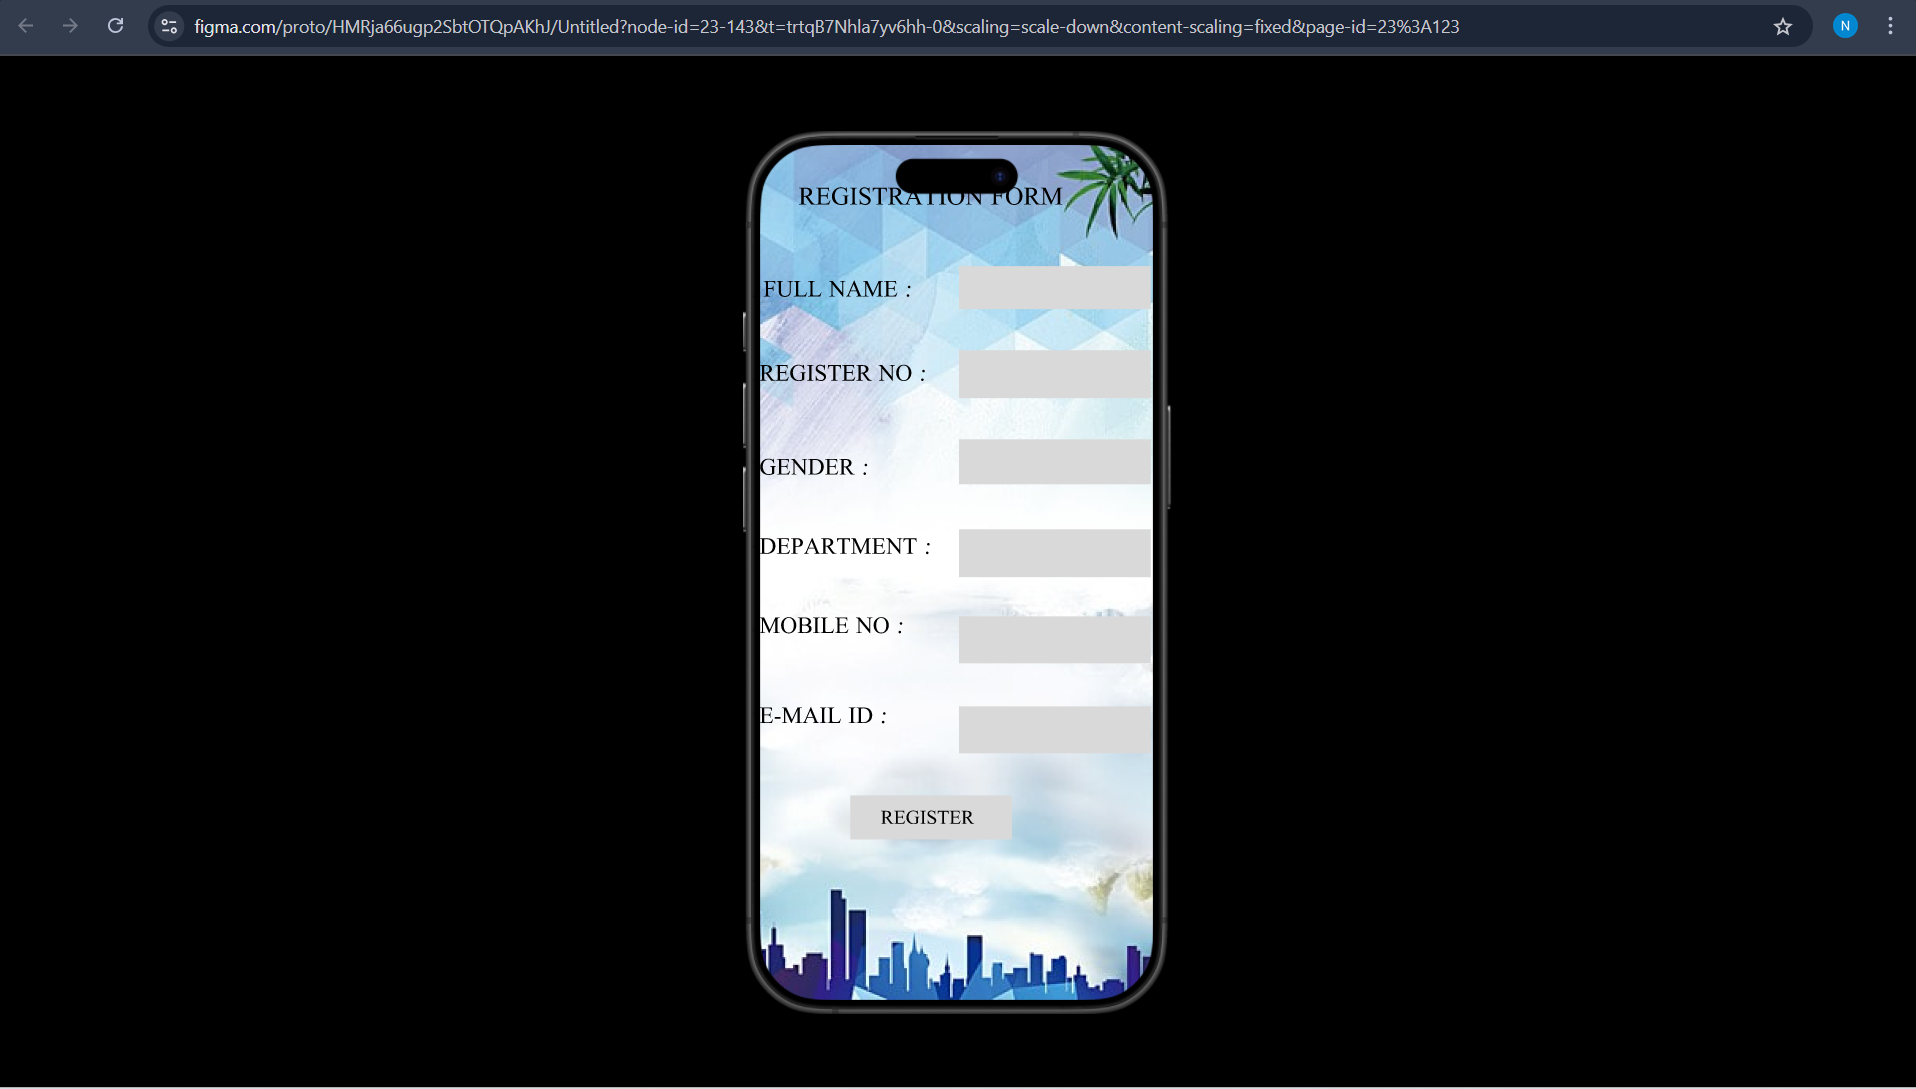 figma.com/proto/HMRja66ugp2SbtOTQpAKhJ/Untitled?node-id=23-143&t=trtqB7Nhla7yv6hh-0&scaling=scale-down&content-scaling=fixed&page-id=23%3A123
N
REGISTRATION FORM
FULL NAME :
REGISTER NO :
GENDER :
DEPARTMENT :
MOBILE NO :
E-MAIL ID :
REGISTER